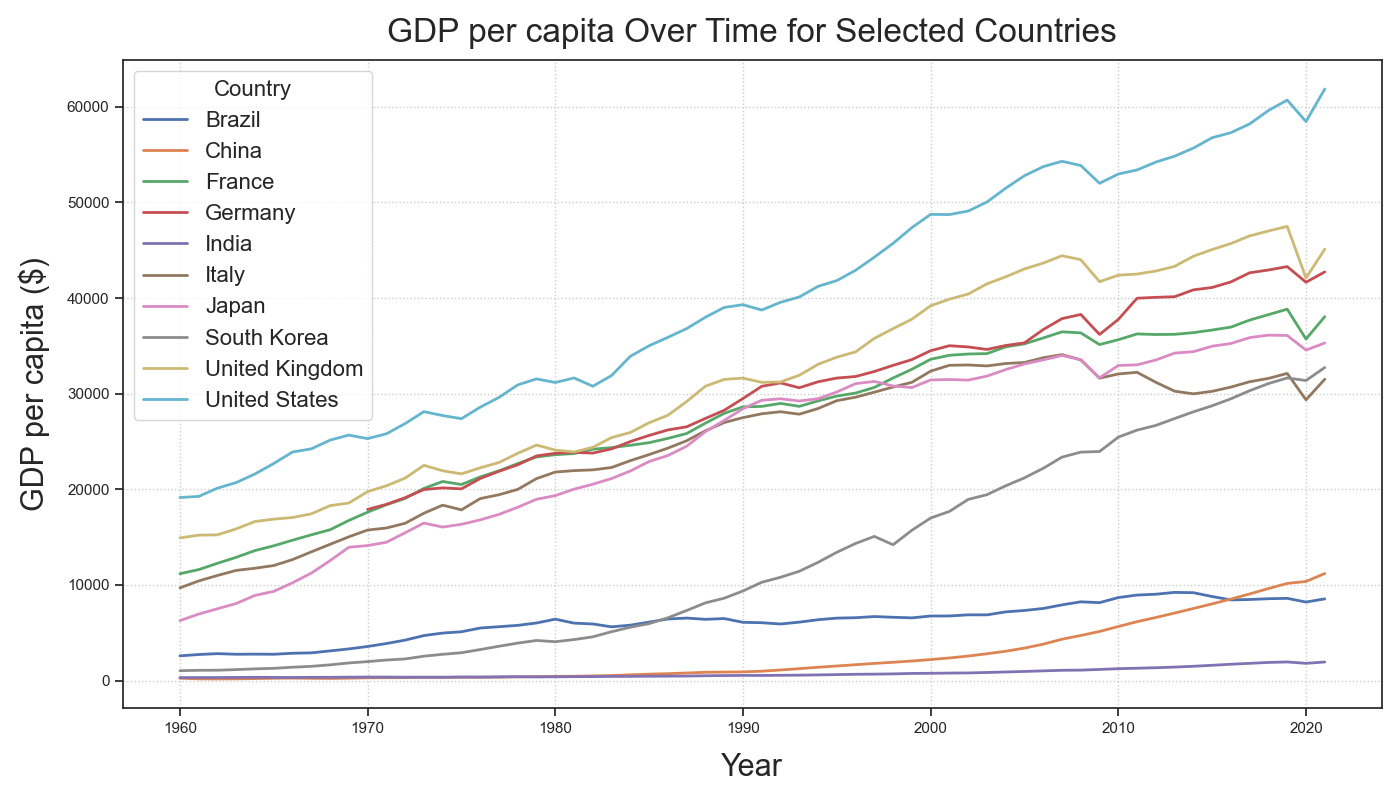 GDP per capita Over Time for Selected Countries
Country
Brazil
China
France
Germany
India
Italy
Japan
South Korea
United Kingdom
United States
GDP per capita ($)
60000
50000
40000
30000
20000
10000
0
1960 1970 1980 1990 2000 2010 2020
Year